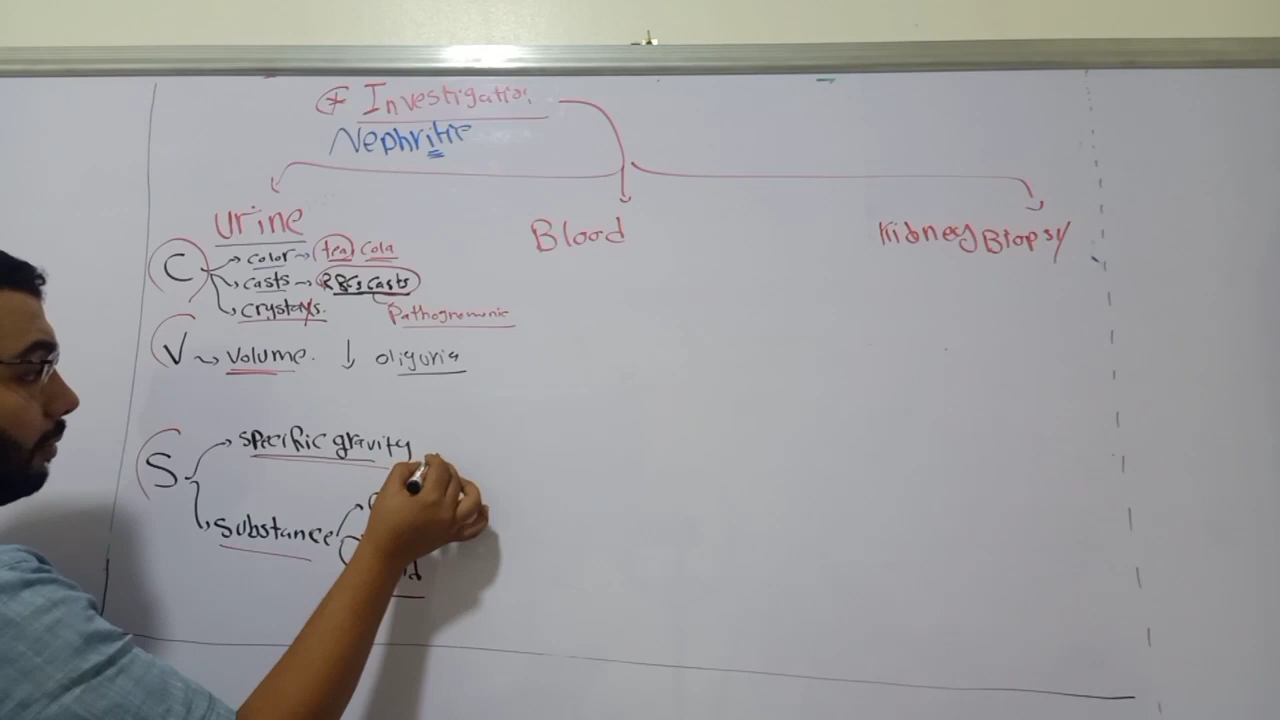 * Investigation
Nephritic
Urine
Blood
Kidney Biopsy
C
color → tea Cola
casts → RBCs casts
crystals.
Pathognomonic
V → volume. ↓ oliguria
S
specific gravity
substance